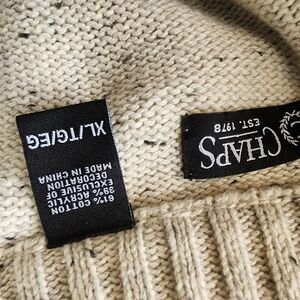 XL/TG/EG
61% COTTON
39% ACRYLIC
EXCLUSIVE OF
DECORATION
MADE IN CHINA
CHAPS
EST. 1978